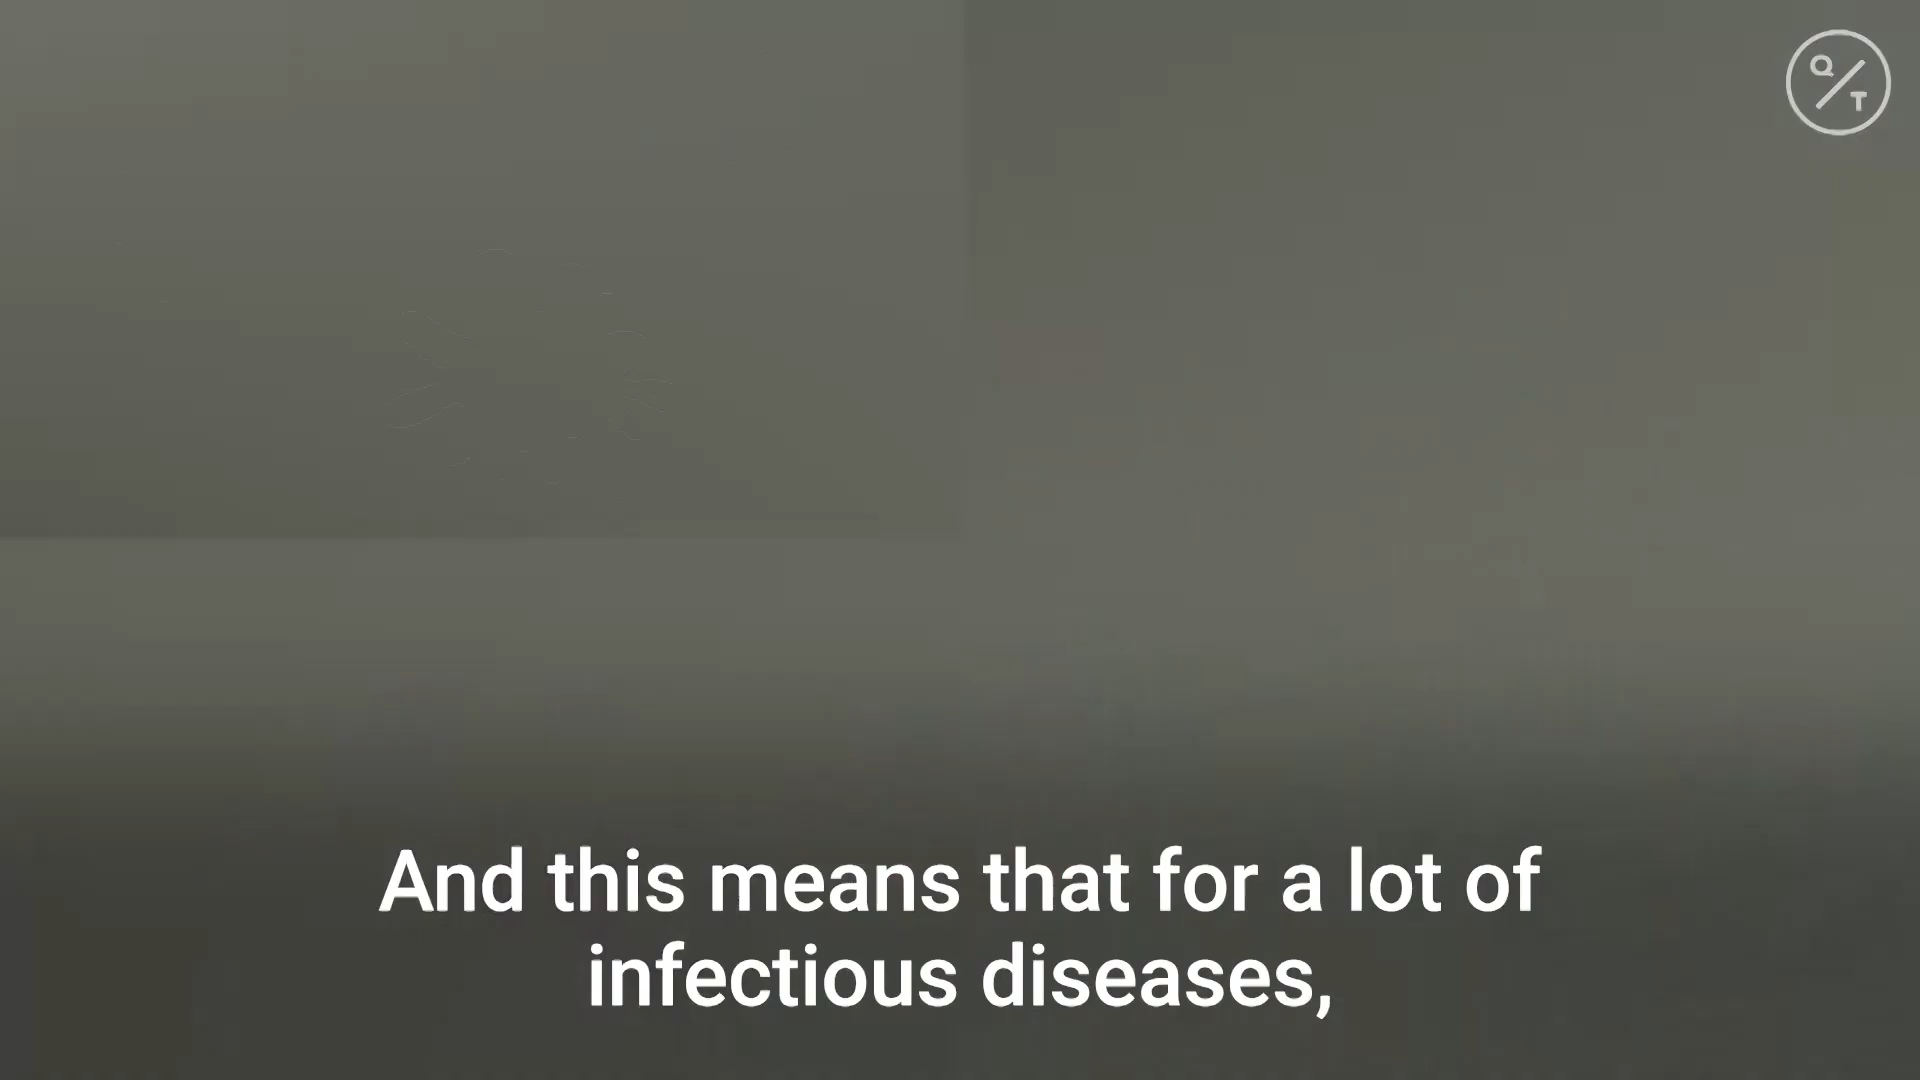 Q/T
And this means that for a lot of
infectious diseases,